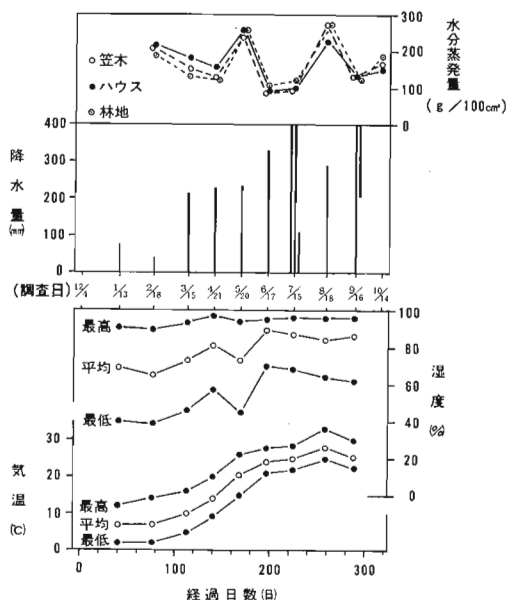 300
200
100
0
水分蒸発量
(g/100c㎡)
○ 笠木
● ハウス
◎ 林地
400
300
200
100
0
降水量
(㎜)
(調査日)
12/4 1/13 2/18 3/15 4/21 5/20 6/17 7/15 8/18 9/16 10/14
最高
平均
最低
100
80
60
40
20
0
湿度
(%)
30
20
10
0
気温
(℃)
最高
平均
最低
0 100 200 300
経過日数(日)